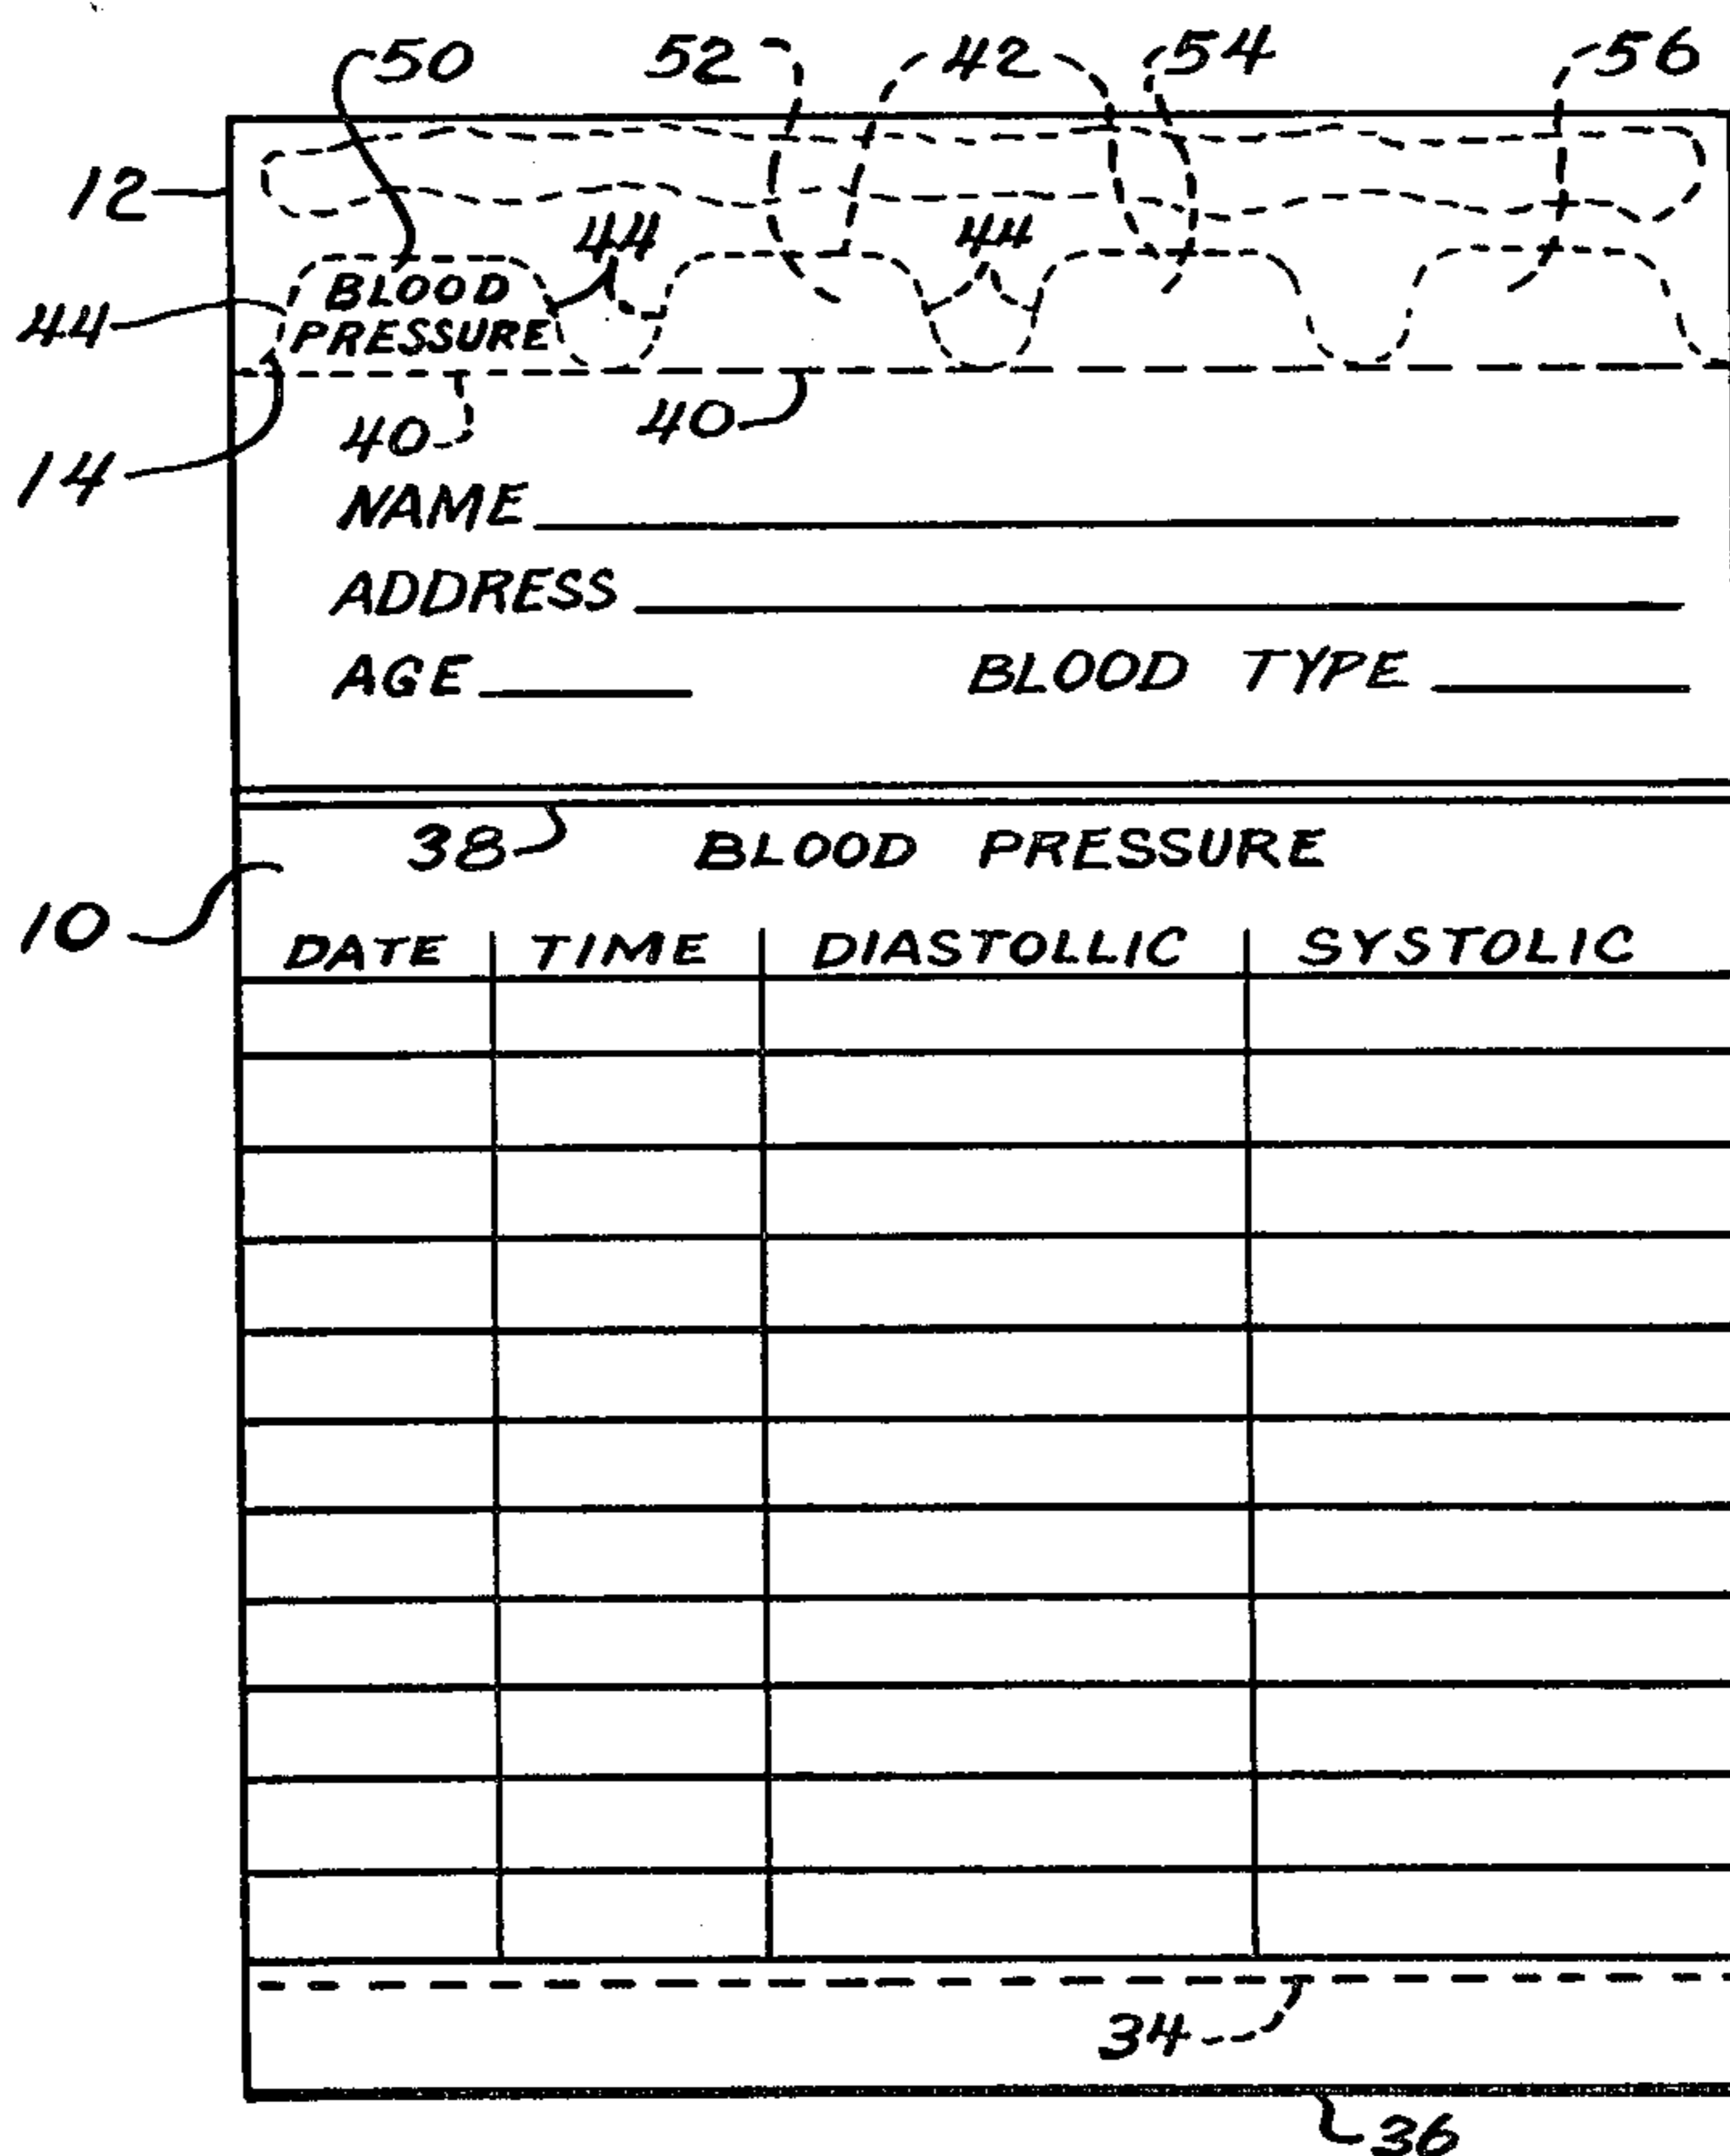 50 52 42 54 56
12
44 44
44 BLOOD
PRESSURE
40 40
14
NAME
ADDRESS
AGE BLOOD TYPE
38 BLOOD PRESSURE
10
DATE TIME DIASTOLLIC SYSTOLIC
34
36